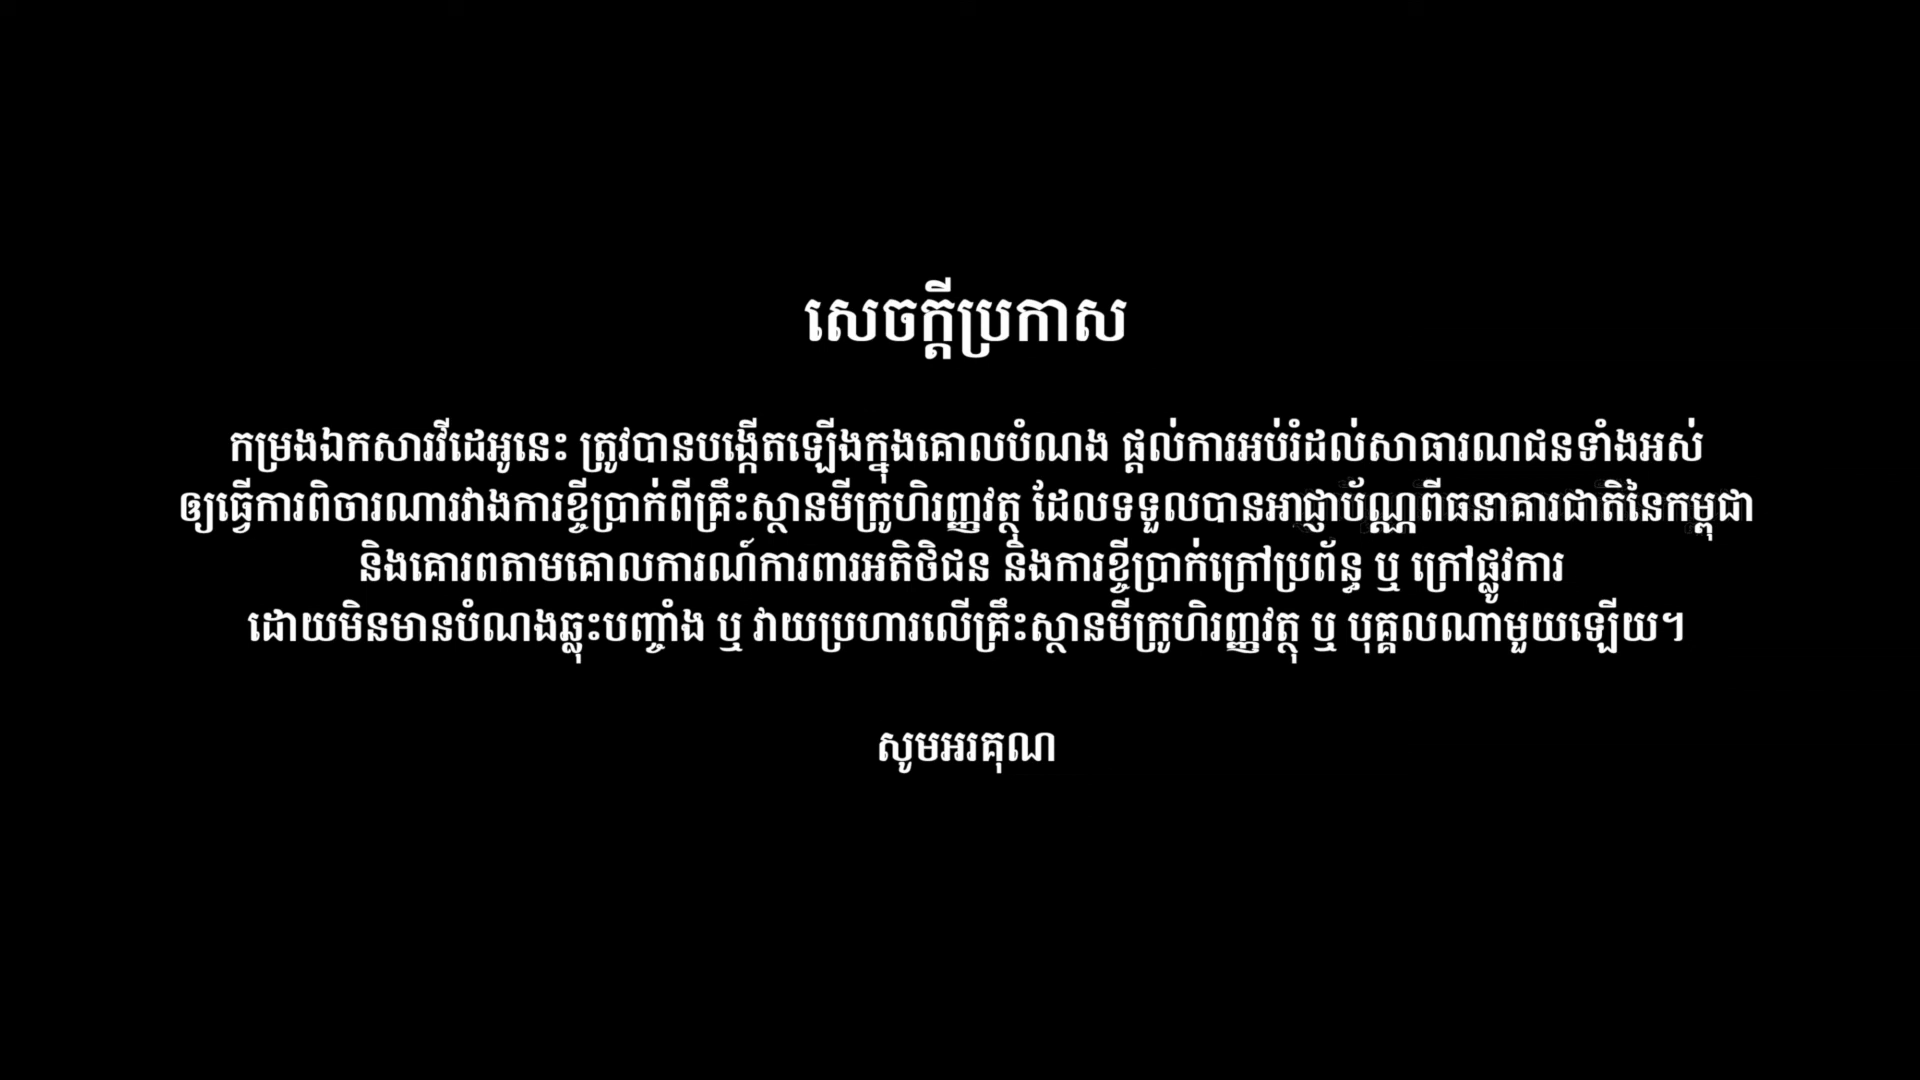 សេចក្តីប្រកាស
កម្រងឯកសារវីដេអូនេះ ត្រូវបានបង្កើតឡើងក្នុងគោលបំណង ផ្តល់ការអប់រំដល់សាធារណជនទាំងអស់
ឲ្យធ្វើការពិចារណារវាងការខ្ចីប្រាក់ពីគ្រឹះស្ថានមីក្រូហិរញ្ញវត្ថុ ដែលទទួលបានអាជ្ញាប័ណ្ណពីធនាគារជាតិនៃកម្ពុជា
និងគោរពតាមគោលការណ៍ការពារអតិថិជន និងការខ្ចីប្រាក់ក្រៅប្រព័ន្ធ ឬ ក្រៅផ្លូវការ
ដោយមិនមានបំណងឆ្លុះបញ្ចាំង ឬ វាយប្រហារលើគ្រឹះស្ថានមីក្រូហិរញ្ញវត្ថុ ឬ បុគ្គលណាមួយឡើយ។
សូមអរគុណ